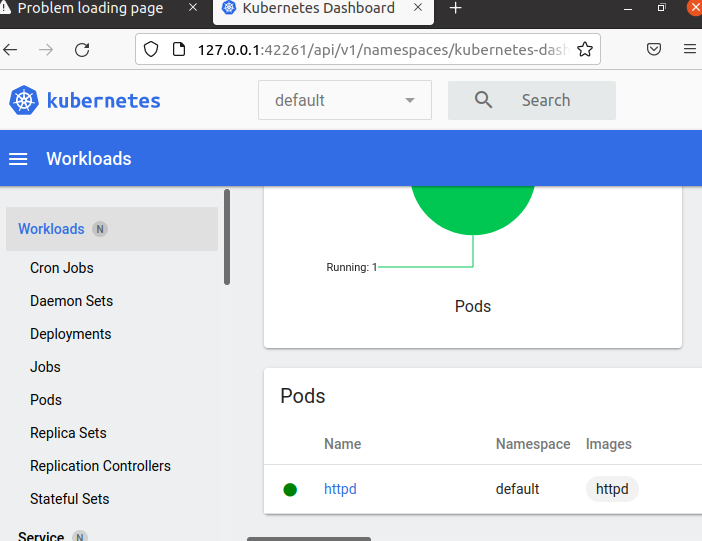 Problem loading page
Kubernetes Dashboard
127.0.0.1:42261/api/v1/namespaces/kubernetes-dash
kubernetes
default
Search
Workloads
Workloads N
Cron Jobs
Daemon Sets
Deployments
Jobs
Pods
Replica Sets
Replication Controllers
Stateful Sets
Service N
Running: 1
Pods
Pods
Name Namespace Images
httpd default httpd